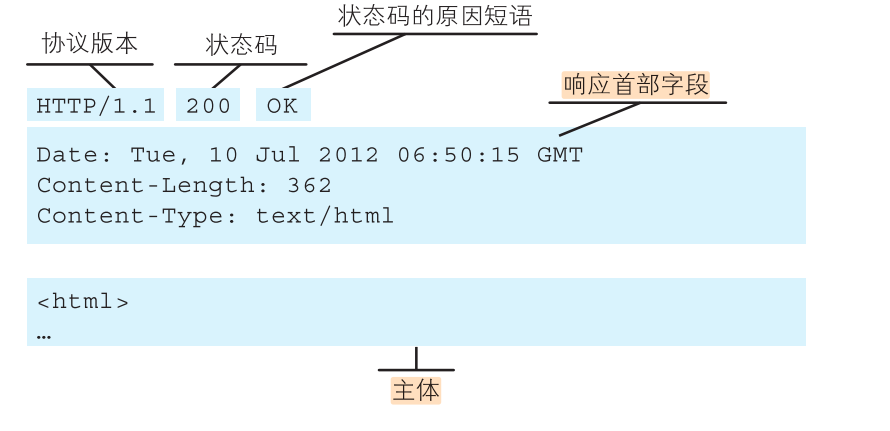 状态码的原因短语
协议版本 状态码
响应首部字段
HTTP/1.1 200 OK
Date: Tue, 10 Jul 2012 06:50:15 GMT
Content-Length: 362
Content-Type: text/html
<html>
…
主体